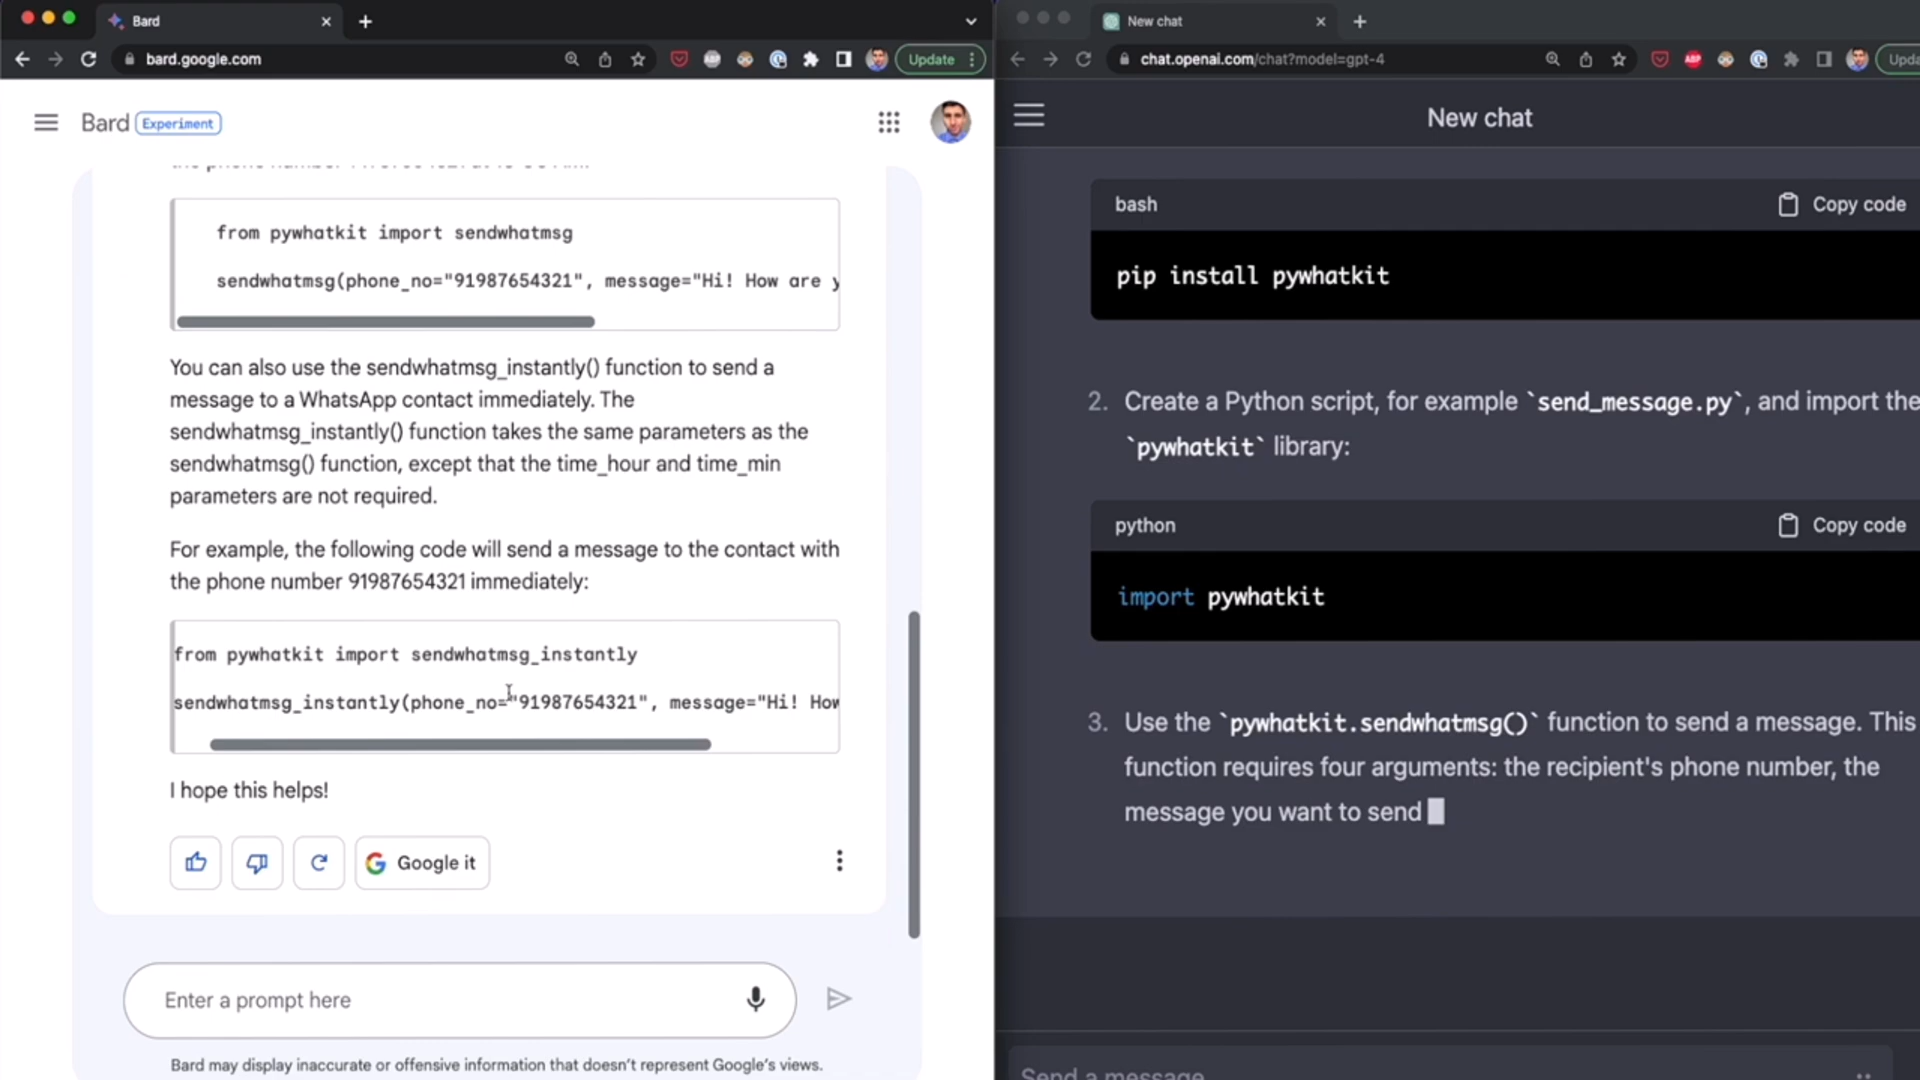 Bard
bard.google.com
Update
Bard Experiment
from pywhatkit import sendwhatmsg
sendwhatmsg(phone_no="91987654321", message="Hi! How are y
You can also use the sendwhatmsg_instantly() function to send a
message to a WhatsApp contact immediately. The
sendwhatmsg_instantly() function takes the same parameters as the
sendwhatmsg() function, except that the time_hour and time_min
parameters are not required.
For example, the following code will send a message to the contact with
the phone number 91987654321 immediately:
from pywhatkit import sendwhatmsg_instantly
sendwhatmsg_instantly(phone_no="91987654321", message="Hi! How
I hope this helps!
Google it
Enter a prompt here
Bard may display inaccurate or offensive information that doesn't represent Google's views.
New chat
chat.openai.com/chat?model=gpt-4
ABP
Upda
New chat
bash
Copy code
pip install pywhatkit
2. Create a Python script, for example `send_message.py`, and import the
`pywhatkit` library:
python
Copy code
import pywhatkit
3. Use the `pywhatkit.sendwhatmsg()` function to send a message. This
function requires four arguments: the recipient's phone number, the
message you want to send
Send a message